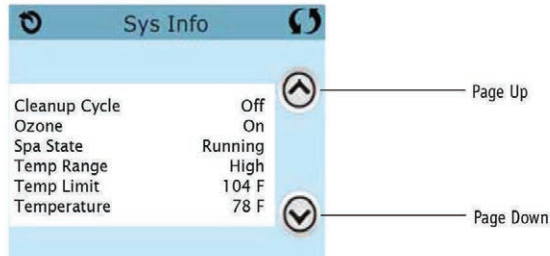 Sys Info
Cleanup Cycle Off
Ozone On
Spa State Running
Temp Range High
Temp Limit 104 F
Temperature 78 F
Page Up
Page Down